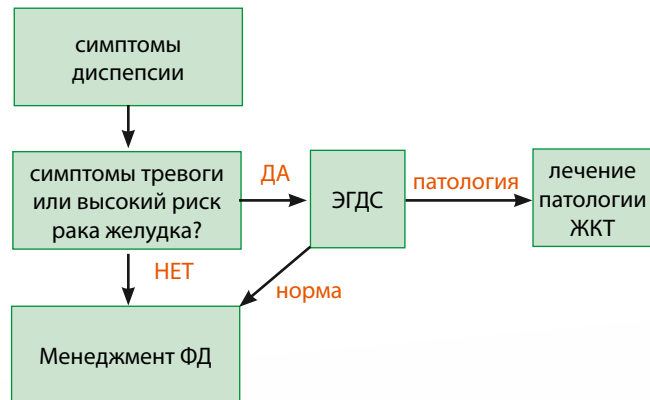 симптомы
диспепсии
симптомы тревоги
или высокий риск
рака желудка?
ДА
ЭГДС
патология
лечение
патологии
ЖКТ
НЕТ
норма
Менеджмент ФД